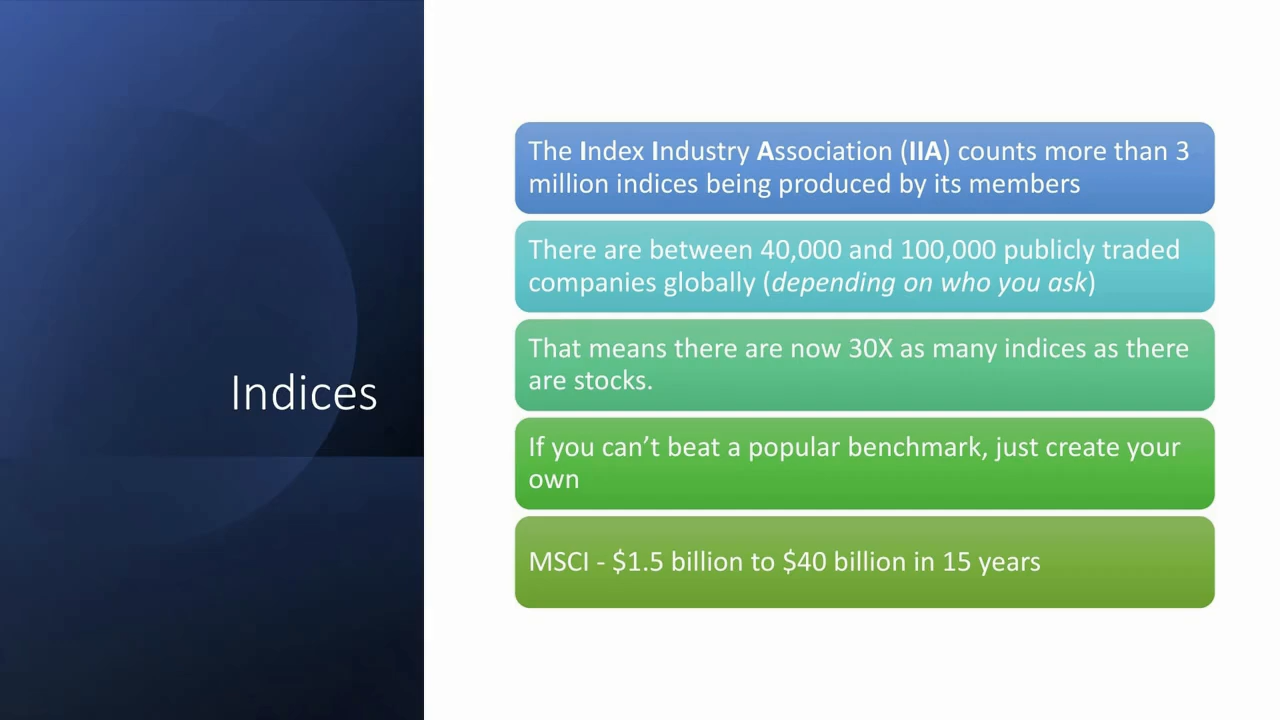 Indices
The Index Industry Association (IIA) counts more than 3
million indices being produced by its members
There are between 40,000 and 100,000 publicly traded
companies globally (depending on who you ask)
That means there are now 30X as many indices as there
are stocks.
If you can’t beat a popular benchmark, just create your
own
MSCI - $1.5 billion to $40 billion in 15 years